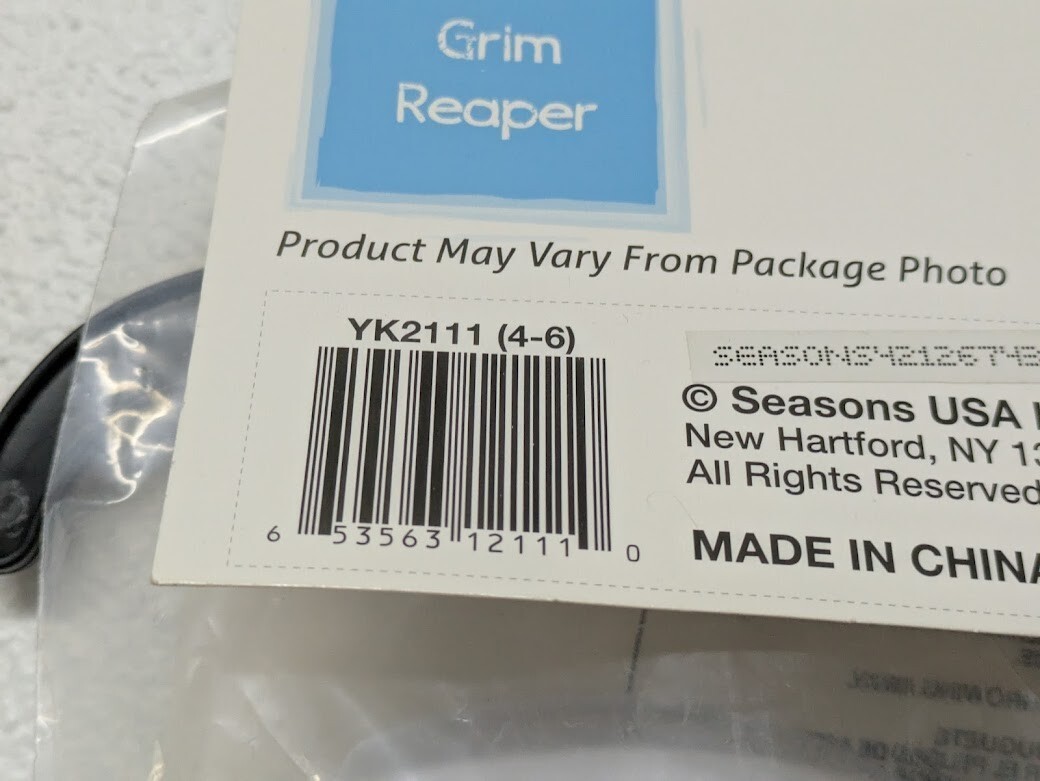 Grim
Reaper
Product May Vary From Package Photo
YK2111 (4-6)
SEASONS4212674
© Seasons USA
New Hartford, NY
All Rights Reserved
MADE IN CHINA
6 53563 12111 0